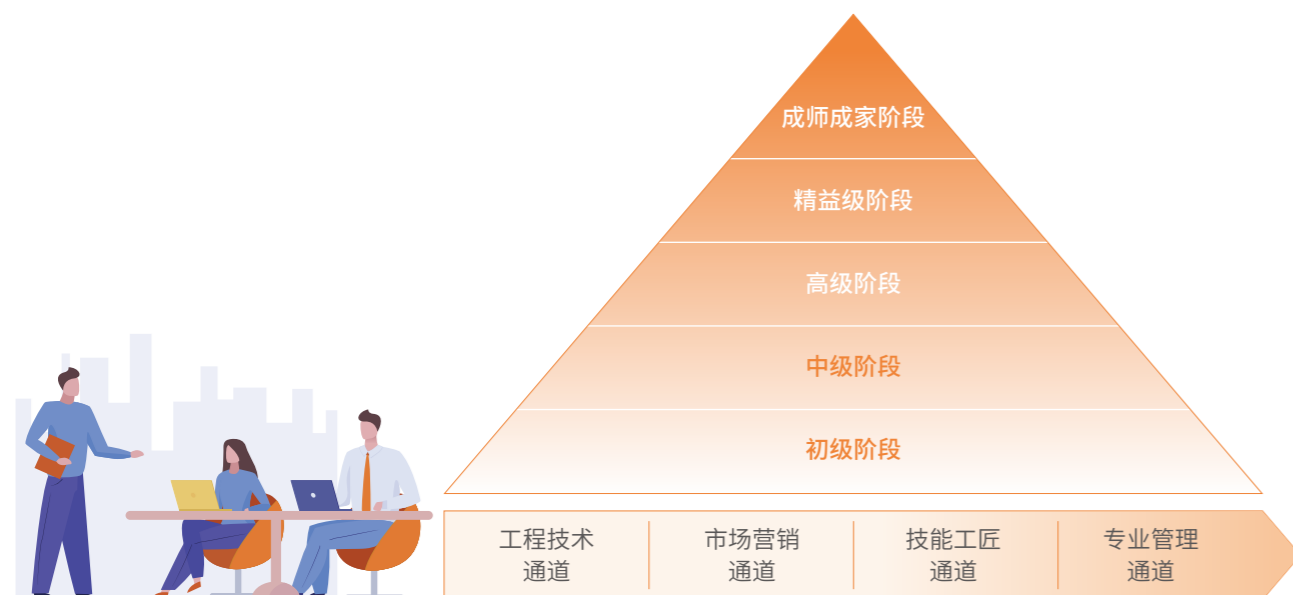 成师成家阶段
精益级阶段
高级阶段
中级阶段
初级阶段
工程技术
通道
市场营销
通道
技能工匠
通道
专业管理
通道